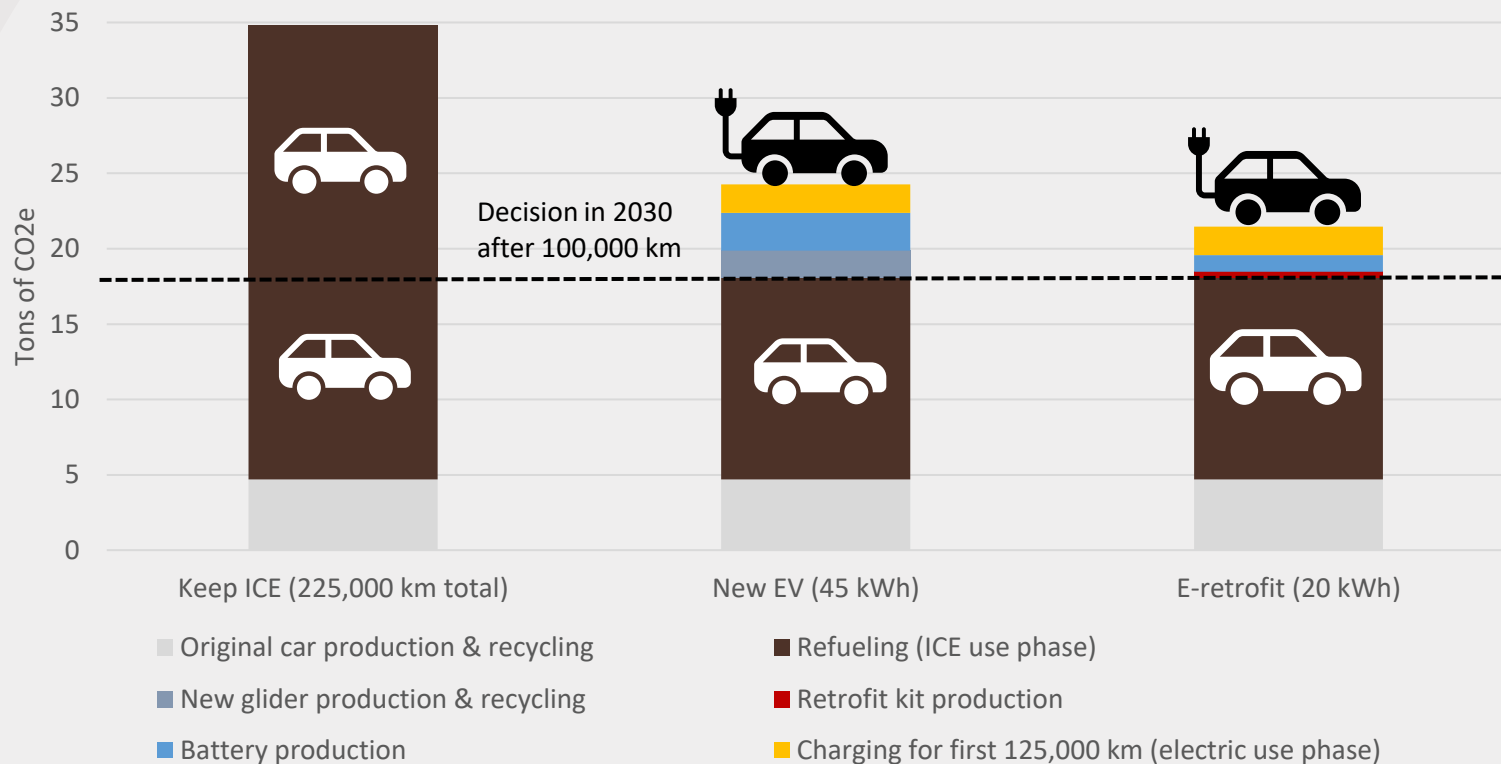 35
30
25
20
15
10
5
0
Tons of CO2e
Decision in 2030
after 100,000 km
Keep ICE (225,000 km total)
New EV (45 kWh)
E-retrofit (20 kWh)
Original car production & recycling
Refueling (ICE use phase)
New glider production & recycling
Retrofit kit production
Battery production
Charging for first 125,000 km (electric use phase)